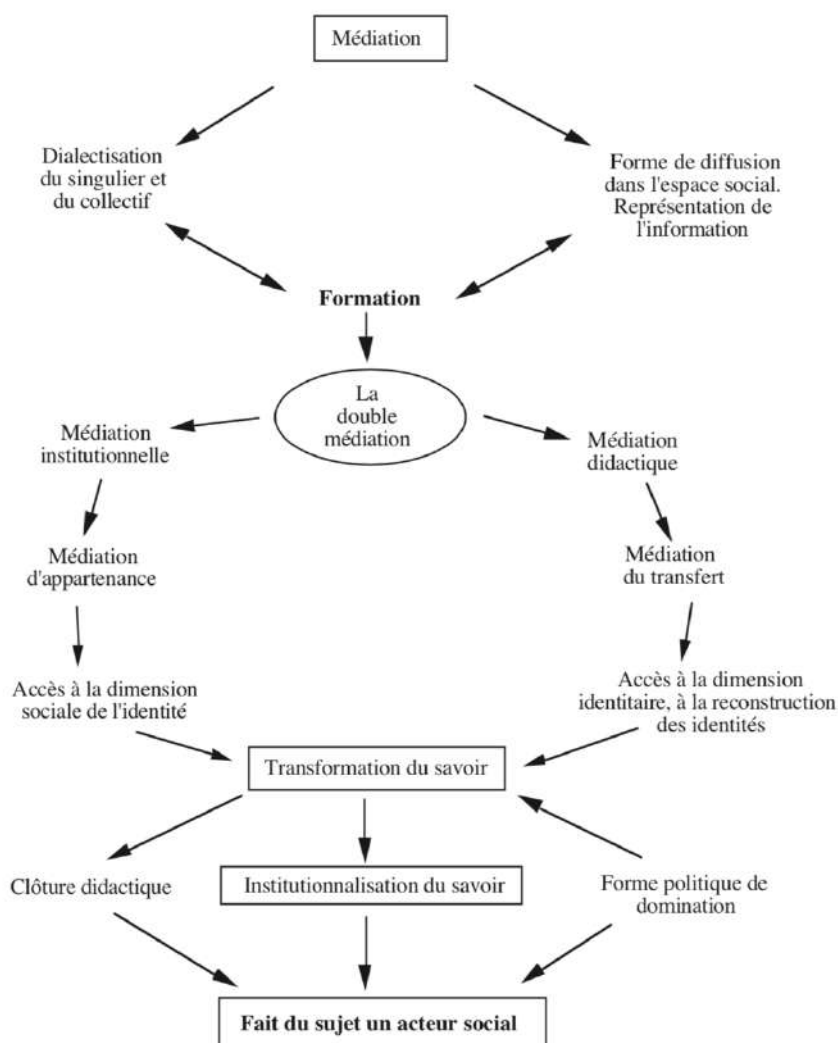 Médiation
Dialectisation
du singulier et
du collectif
Forme de diffusion
dans l'espace social.
Représentation de
l'information
Formation
La
double
médiation
Médiation
institutionnelle
Médiation
didactique
Médiation
d'appartenance
Médiation
du transfert
Accès à la dimension
sociale de l'identité
Accès à la dimension
identitaire, à la reconstruction
des identités
Transformation du savoir
Clôture didactique
Institutionnalisation du savoir
Forme politique de
domination
Fait du sujet un acteur social